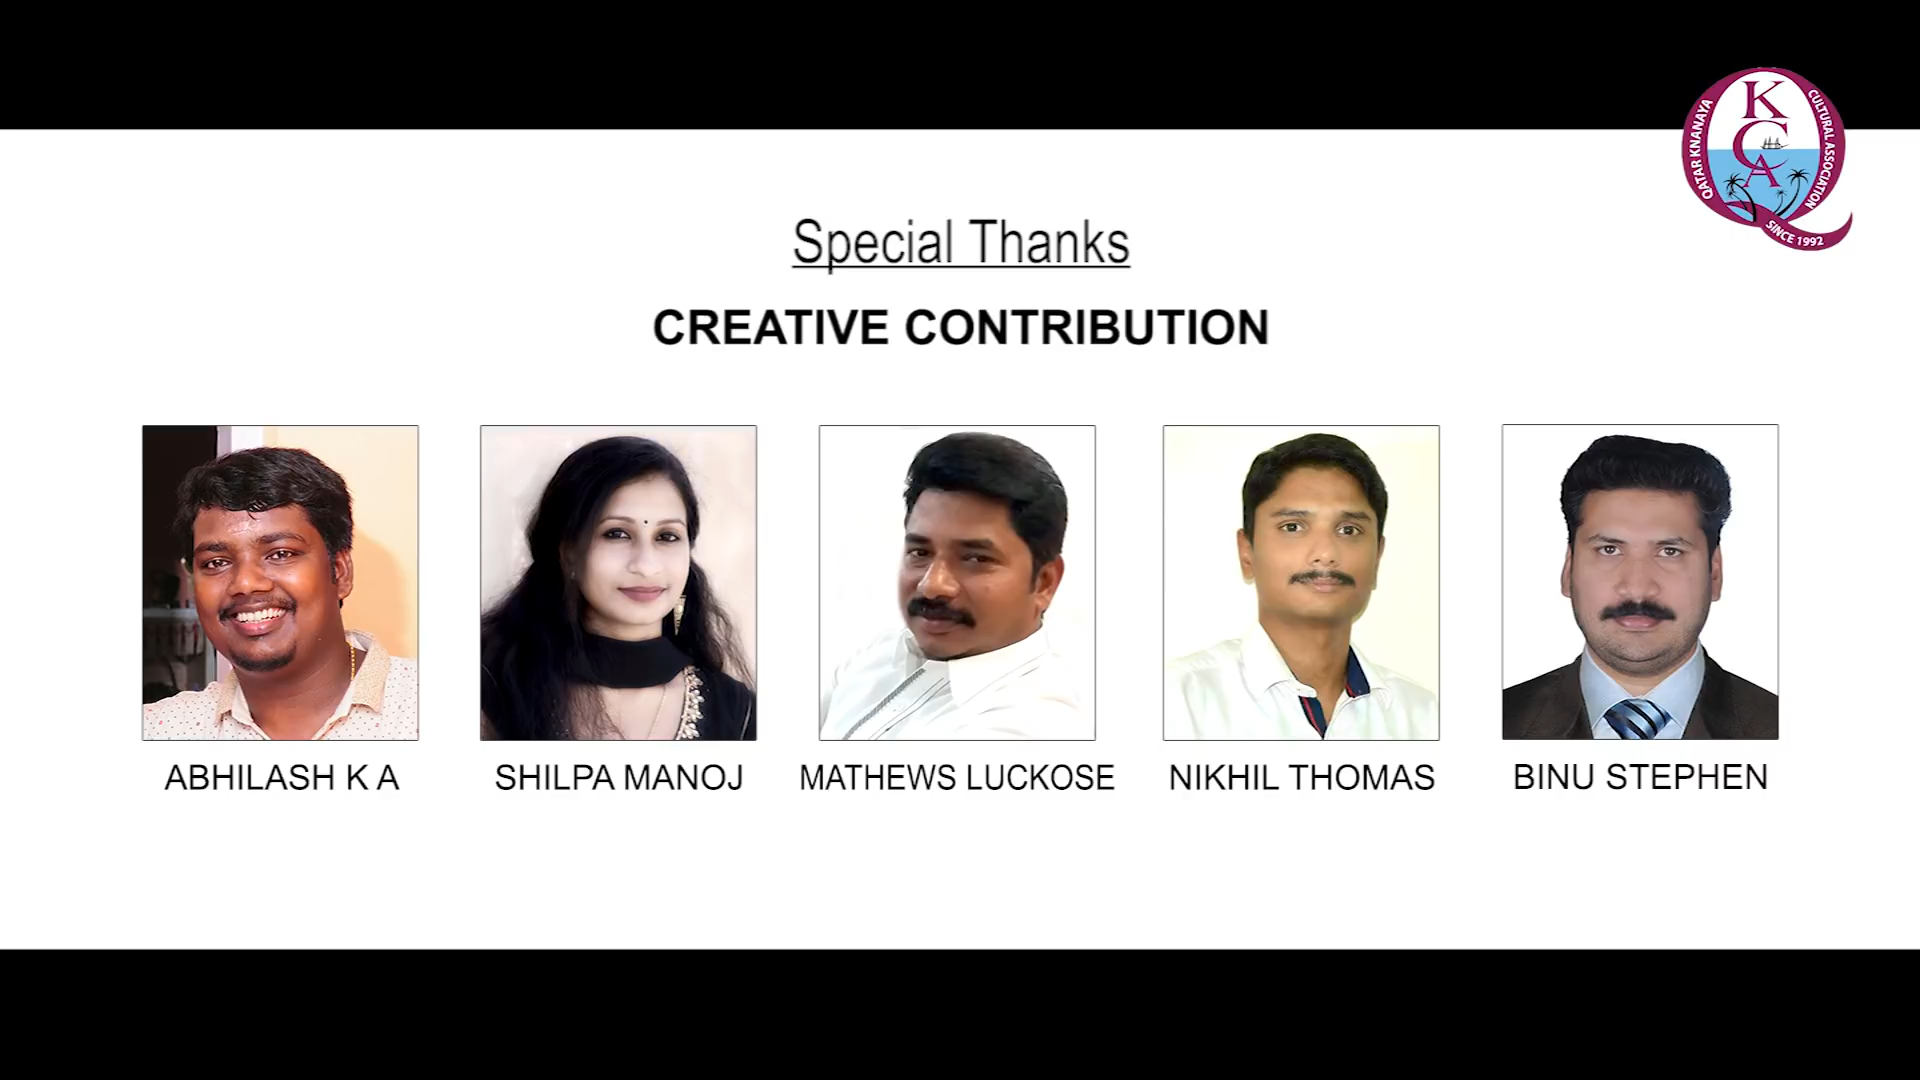 K
C
A
QATAR KNANAYA
CULTURAL ASSOCIATION
SINCE 1992
Special Thanks
CREATIVE CONTRIBUTION
ABHILASH K A
SHILPA MANOJ
MATHEWS LUCKOSE
NIKHIL THOMAS
BINU STEPHEN